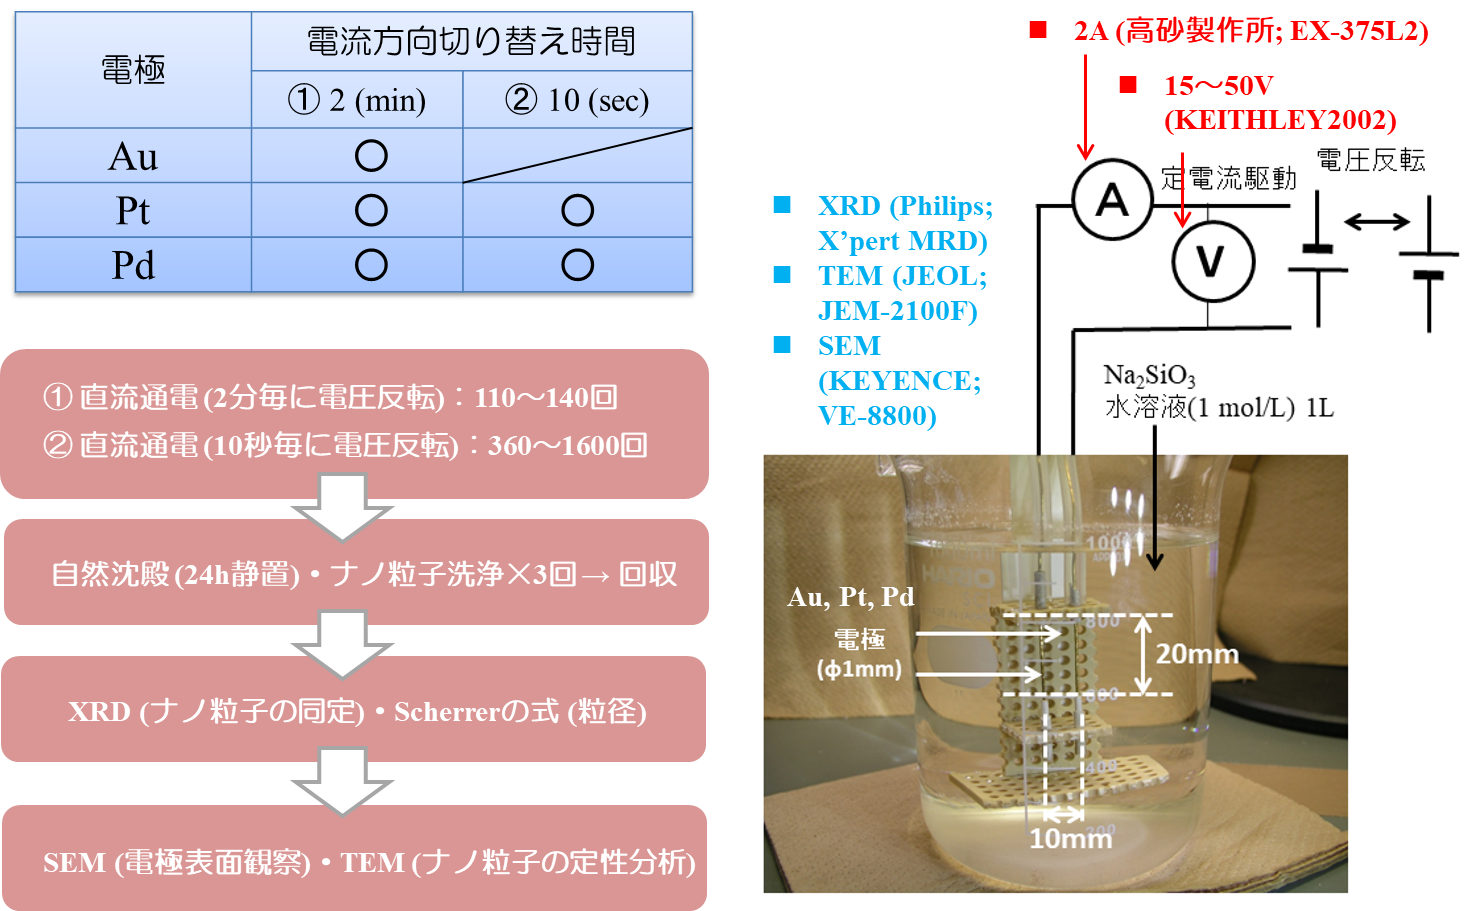 電極
電流方向切り替え時間
① 2 (min)
② 10 (sec)
Au
○
Pt
○
○
Pd
○
○
① 直流通電 (2分毎に電圧反転)：110～140回
② 直流通電 (10秒毎に電圧反転)：360～1600回
自然沈殿 (24h静置)・ナノ粒子洗浄×3回→ 回収
XRD (ナノ粒子の同定)・Scherrerの式 (粒径)
SEM (電極表面観察)・TEM (ナノ粒子の定性分析)
■ 2A (高砂製作所; EX-375L2)
■ 15～50V
(KEITHLEY2002)
電圧反転
定電流駆動
A
V
■ XRD (Philips;
X’pert MRD)
■ TEM (JEOL;
JEM-2100F)
■ SEM
(KEYENCE;
VE-8800)
Na₂SiO₃
水溶液(1 mol/L) 1L
1000
800
600
400
200
Au, Pt, Pd
電極
(φ1mm)
20mm
10mm